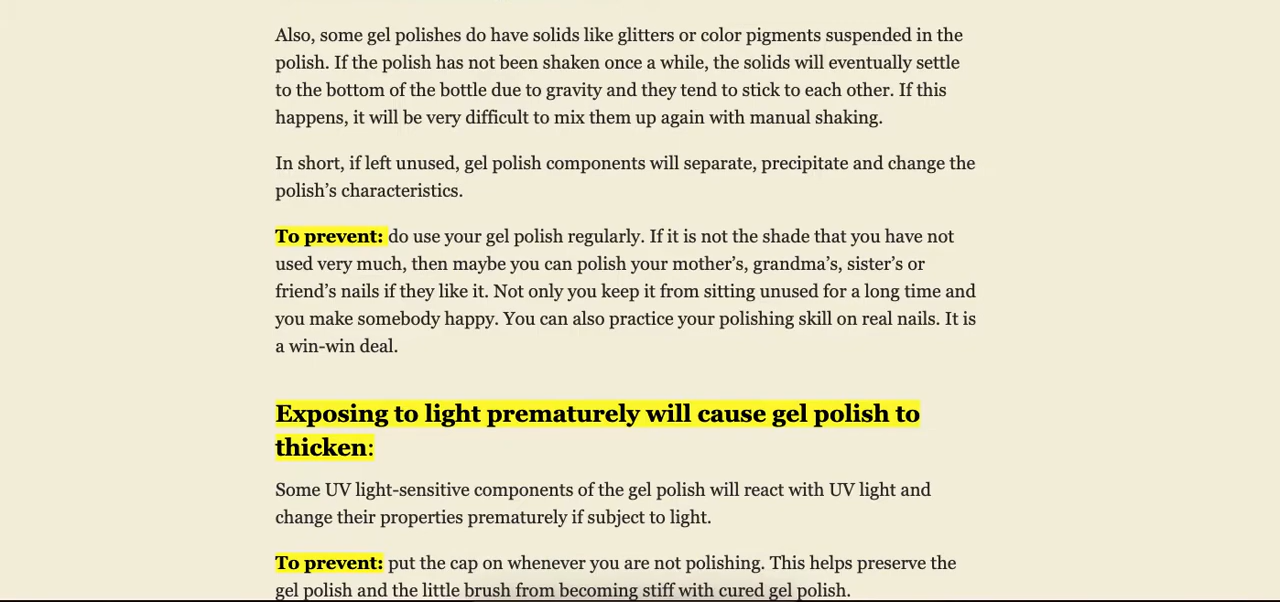 Also, some gel polishes do have solids like glitters or color pigments suspended in the
polish. If the polish has not been shaken once a while, the solids will eventually settle
to the bottom of the bottle due to gravity and they tend to stick to each other. If this
happens, it will be very difficult to mix them up again with manual shaking.
In short, if left unused, gel polish components will separate, precipitate and change the
polish’s characteristics.
To prevent: do use your gel polish regularly. If it is not the shade that you have not
used very much, then maybe you can polish your mother’s, grandma’s, sister’s or
friend’s nails if they like it. Not only you keep it from sitting unused for a long time and
you make somebody happy. You can also practice your polishing skill on real nails. It is
a win-win deal.
Exposing to light prematurely will cause gel polish to
thicken:
Some UV light-sensitive components of the gel polish will react with UV light and
change their properties prematurely if subject to light.
To prevent: put the cap on whenever you are not polishing. This helps preserve the
gel polish and the little brush from becoming stiff with cured gel polish.